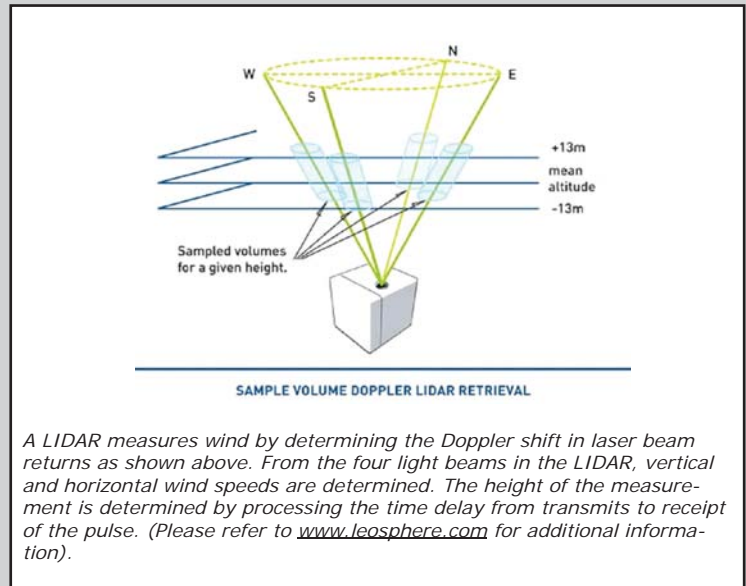 N
W
E
S
+13m
mean
altitude
-13m
Sampled volumes
for a given height.
SAMPLE VOLUME DOPPLER LIDAR RETRIEVAL
A LIDAR measures wind by determining the Doppler shift in laser beam
returns as shown above. From the four light beams in the LIDAR, vertical
and horizontal wind speeds are determined. The height of the measure-
ment is determined by processing the time delay from transmits to receipt
of the pulse. (Please refer to www.leosphere.com for additional informa-
tion).